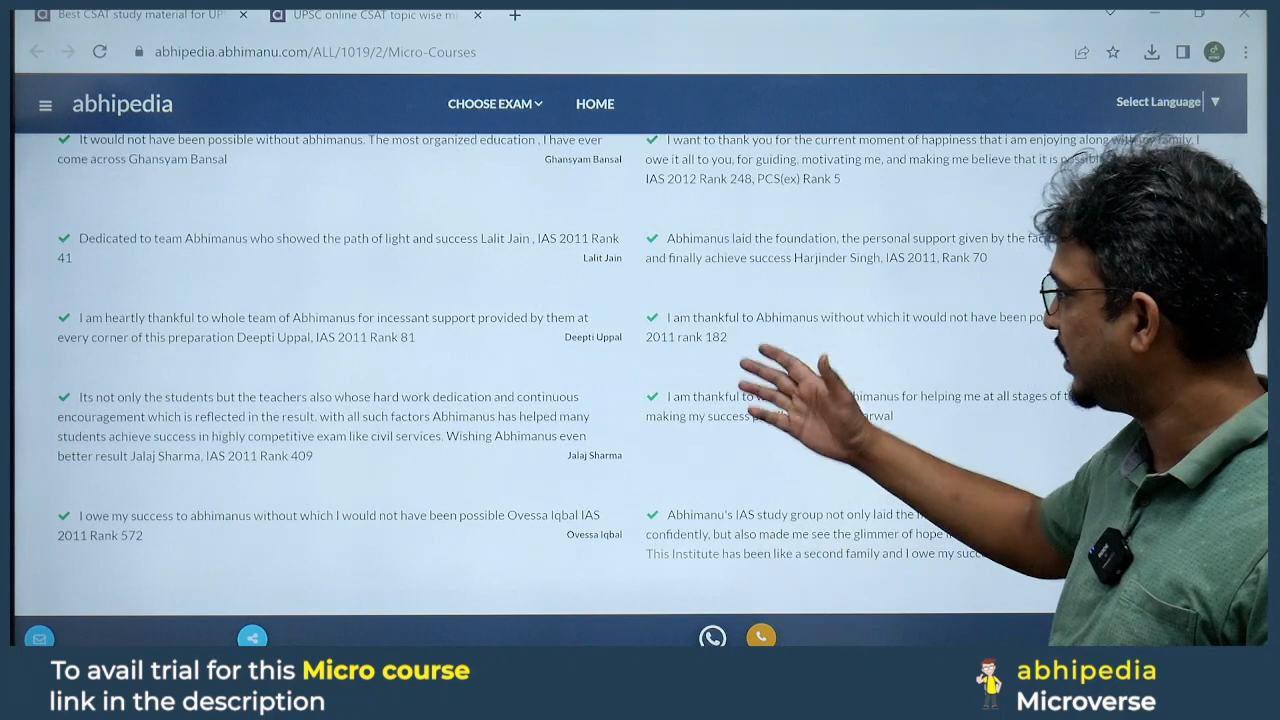 Best CSAT study material for UP
UPSC online CSAT topic wise m
abhipedia.abhimanu.com/ALL/1019/2/Micro-Courses
abhipedia
CHOOSE EXAM
HOME
Select Language
It would not have been possible without abhimanus. The most organized education , I have ever
come across Ghansyam Bansal
Ghansyam Bansal
I want to thank you for the current moment of happiness that i am enjoying along with my family, I
owe it all to you, for guiding, motivating me, and making me believe that it is
IAS 2012 Rank 248, PCS(ex) Rank 5
Dedicated to team Abhimanus who showed the path of light and success Lalit Jain , IAS 2011 Rank
41
Lalit Jain
Abhimanus laid the foundation, the personal support given by the
and finally achieve success Harjinder Singh, IAS 2011, Rank 70
I am heartly thankful to whole team of Abhimanus for incessant support provided by them at
every corner of this preparation Deepti Uppal, IAS 2011 Rank 81
Deepti Uppal
I am thankful to Abhimanus without which it would not have been
2011 rank 182
Its not only the students but the teachers also whose hard work dedication and continuous
encouragement which is reflected in the result. with all such factors Abhimanus has helped many
students achieve success in highly competitive exam like civil services. Wishing Abhimanus even
better result Jalaj Sharma, IAS 2011 Rank 409
Jalaj Sharma
I am thankful to for helping me at all stages of
making my success
I owe my success to abhimanus without which I would not have been possible Ovessa Iqbal IAS
2011 Rank 572
Ovessa Iqbal
Abhimanu's IAS study group not only laid the
confidently, but also made me see the glimmer of hope
This Institute has been like a second family and I owe my
To avail trial for this Micro course
link in the description
abhipedia
Microverse